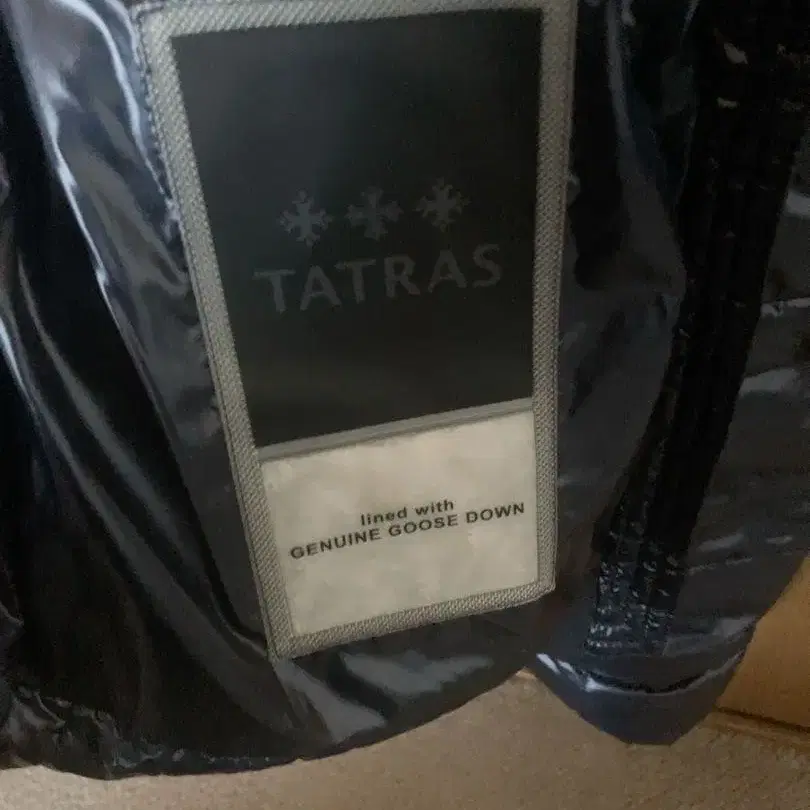 TATRAS
lined with
GENUINE GOOSE DOWN